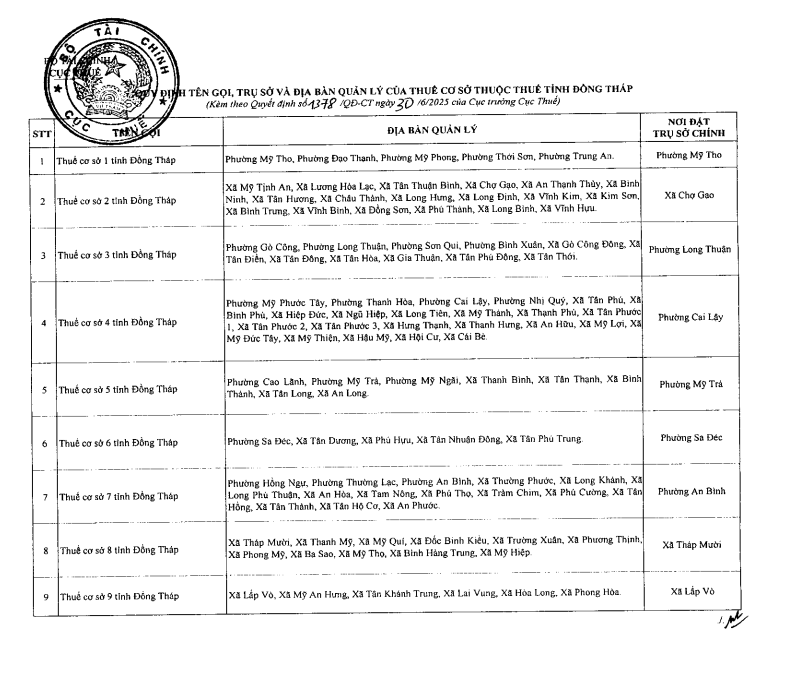 BỘ TÀI CHÍNH
BỘ TÀI CHÍNH
CỤC THUẾ
CỤC THUẾ
QUY ĐỊNH TÊN GỌI, TRỤ SỞ VÀ ĐỊA BÀN QUẢN LÝ CỦA THUẾ CƠ SỞ THUỘC THUẾ TỈNH ĐỒNG THÁP
(Kèm theo Quyết định số 1378 /QĐ-CT ngày 30 /6/2025 của Cục trưởng Cục Thuế)
STT
TÊN GỌI
ĐỊA BÀN QUẢN LÝ
NƠI ĐẶT
TRỤ SỞ CHÍNH
1
Thuế cơ sở 1 tỉnh Đồng Tháp
Phường Mỹ Tho, Phường Đạo Thạnh, Phường Mỹ Phong, Phường Thới Sơn, Phường Trung An.
Phường Mỹ Tho
2
Thuế cơ sở 2 tỉnh Đồng Tháp
Xã Mỹ Tịnh An, Xã Lương Hòa Lạc, Xã Tân Thuận Bình, Xã Chợ Gạo, Xã An Thạnh Thủy, Xã Bình
Ninh, Xã Tân Hương, Xã Châu Thành, Xã Long Hưng, Xã Long Định, Xã Vĩnh Kim, Xã Kim Sơn,
Xã Bình Trưng, Xã Vĩnh Bình, Xã Đồng Sơn, Xã Phú Thành, Xã Long Bình, Xã Vĩnh Hựu.
Xã Chợ Gạo
3
Thuế cơ sở 3 tỉnh Đồng Tháp
Phường Gò Công, Phường Long Thuận, Phường Sơn Qui, Phường Bình Xuân, Xã Gò Công Đông, Xã
Tân Điền, Xã Tân Đông, Xã Tân Hòa, Xã Gia Thuận, Xã Tân Phú Đông, Xã Tân Thới.
Phường Long Thuận
4
Thuế cơ sở 4 tỉnh Đồng Tháp
Phường Mỹ Phước Tây, Phường Thanh Hòa, Phường Cai Lậy, Phường Nhị Quý, Xã Tân Phú, Xã
Bình Phú, Xã Hiệp Đức, Xã Ngũ Hiệp, Xã Long Tiên, Xã Mỹ Thành, Xã Thạnh Phú, Xã Tân Phước
1, Xã Tân Phước 2, Xã Tân Phước 3, Xã Hưng Thạnh, Xã Thanh Hưng, Xã An Hữu, Xã Mỹ Lợi, Xã
Mỹ Đức Tây, Xã Mỹ Thiện, Xã Hậu Mỹ, Xã Hội Cư, Xã Cái Bè.
Phường Cai Lậy
5
Thuế cơ sở 5 tỉnh Đồng Tháp
Phường Cao Lãnh, Phường Mỹ Trà, Phường Mỹ Ngãi, Xã Thanh Bình, Xã Tân Thạnh, Xã Bình
Thành, Xã Tân Long, Xã An Long.
Phường Mỹ Trà
6
Thuế cơ sở 6 tỉnh Đồng Tháp
Phường Sa Đéc, Xã Tân Dương, Xã Phú Hựu, Xã Tân Nhuận Đông, Xã Tân Phú Trung.
Phường Sa Đéc
7
Thuế cơ sở 7 tỉnh Đồng Tháp
Phường Hồng Ngự, Phường Thường Lạc, Phường An Bình, Xã Thường Phước, Xã Long Khánh, Xã
Long Phú Thuận, Xã An Hòa, Xã Tam Nông, Xã Phú Thọ, Xã Tràm Chim, Xã Phú Cường, Xã Tân
Hồng, Xã Tân Thành, Xã Tân Hộ Cơ, Xã An Phước.
Phường An Bình
8
Thuế cơ sở 8 tỉnh Đồng Tháp
Xã Tháp Mười, Xã Thanh Mỹ, Xã Mỹ Quí, Xã Đốc Binh Kiều, Xã Trường Xuân, Xã Phương Thịnh,
Xã Phong Mỹ, Xã Ba Sao, Xã Mỹ Thọ, Xã Bình Hàng Trung, Xã Mỹ Hiệp.
Xã Tháp Mười
9
Thuế cơ sở 9 tỉnh Đồng Tháp
Xã Lấp Vò, Xã Mỹ An Hưng, Xã Tân Khánh Trung, Xã Lai Vung, Xã Hòa Long, Xã Phong Hòa.
Xã Lấp Vò